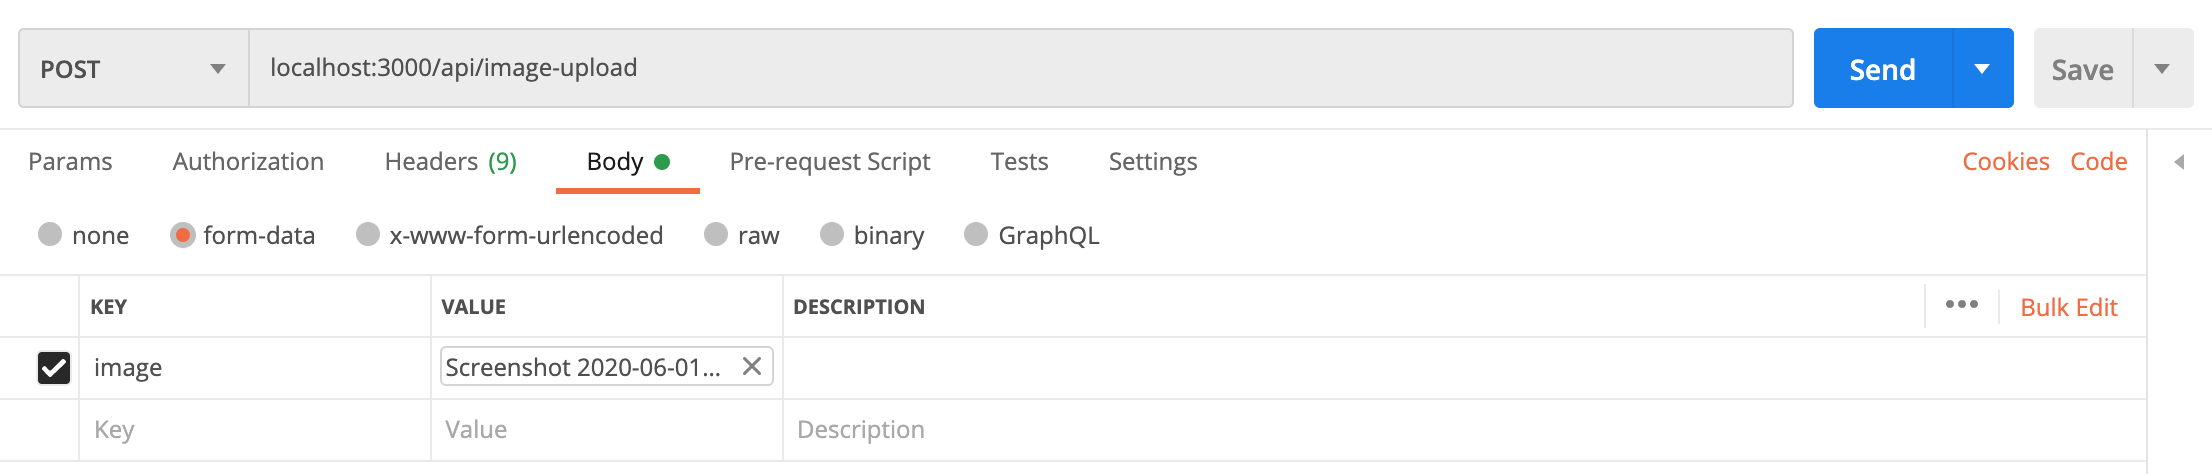 POST localhost:3000/api/image-upload Send Save
Params Authorization Headers (9) Body Pre-request Script Tests Settings Cookies Code
none form-data x-www-form-urlencoded raw binary GraphQL
KEY VALUE DESCRIPTION ••• Bulk Edit
image Screenshot 2020-06-01...
Key Value Description